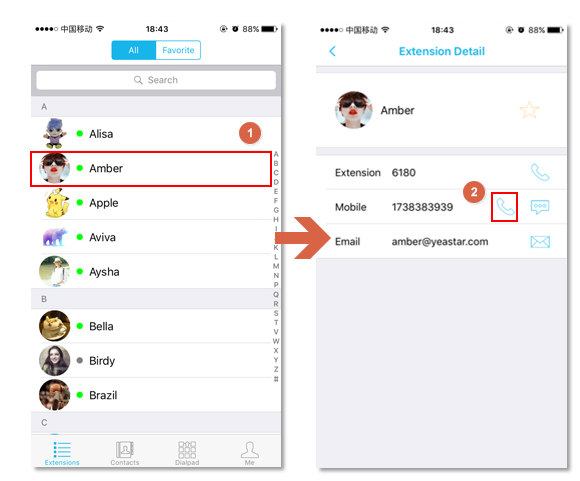 中国移动 18:43 88%
All Favorite
Search
A
Alisa
1
Amber
Apple
Aviva
Aysha
B
Bella
Birdy
Brazil
C
A
B
C
D
E
F
G
H
I
K
L
M
N
P
Q
R
S
T
V
W
X
Y
Z
#
Extensions Contacts Dialpad Me
中国移动 18:43 88%
Extension Detail
Amber
Extension 6180
2
Mobile 1738383939
Email amber@yeastar.com